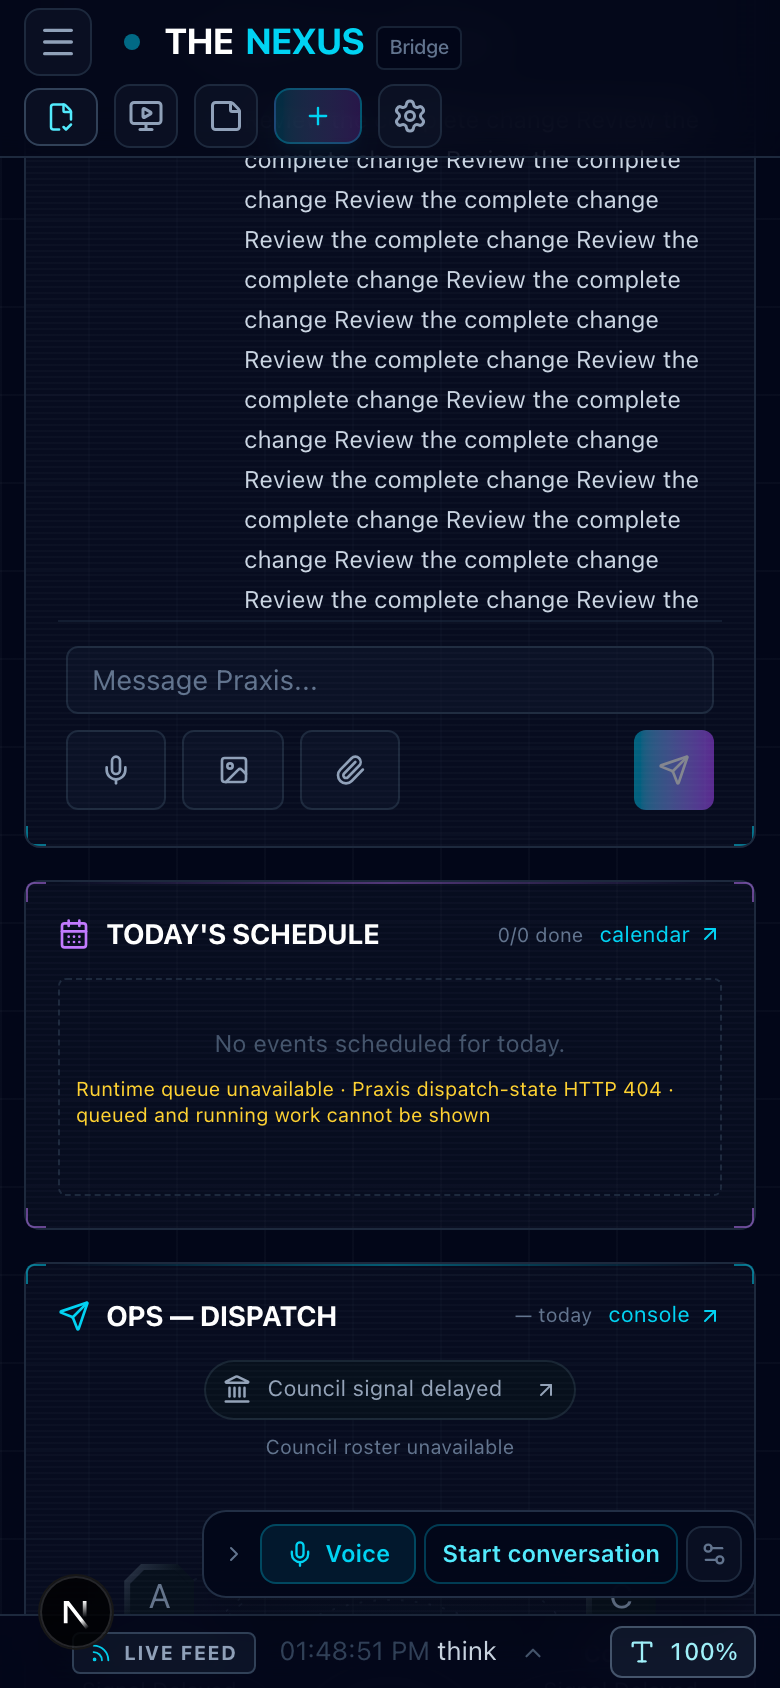 THE NEXUS Bridge
complete change Review the complete
change Review the complete change
Review the complete change Review the
complete change Review the complete
change Review the complete change
Review the complete change Review the
complete change Review the complete
change Review the complete change
Review the complete change Review the
complete change Review the complete
change Review the complete change
Review the complete change Review the
Message Praxis...
TODAY'S SCHEDULE 0/0 done calendar
No events scheduled for today.
Runtime queue unavailable · Praxis dispatch-state HTTP 404 ·
queued and running work cannot be shown
OPS — DISPATCH — today console
Council signal delayed
Council roster unavailable
Voice Start conversation
A
N
LIVE FEED 01:48:51 PM think 100%